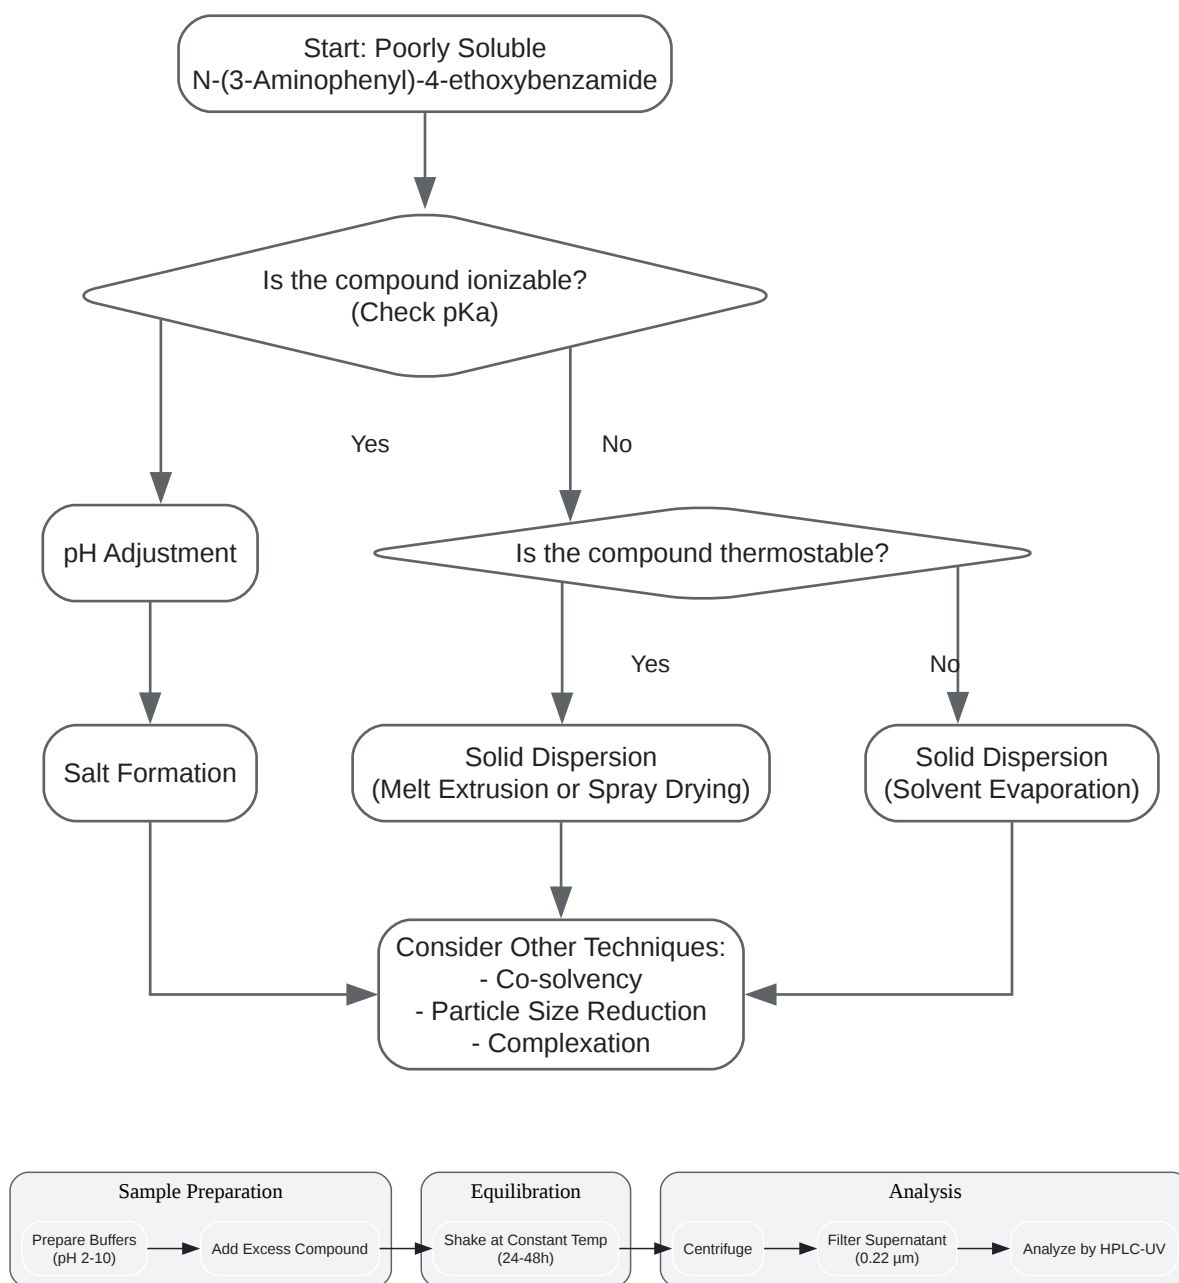 Start: Poorly Soluble
N-(3-Aminophenyl)-4-ethoxybenzamide
Is the compound ionizable?
(Check pKa)
Yes
No
pH Adjustment
Is the compound thermostable?
Yes
No
Salt Formation
Solid Dispersion
(Melt Extrusion or Spray Drying)
Solid Dispersion
(Solvent Evaporation)
Consider Other Techniques:
- Co-solvency
- Particle Size Reduction
- Complexation
Sample Preparation
Prepare Buffers
(pH 2-10)
Add Excess Compound
Equilibration
Shake at Constant Temp
(24-48h)
Analysis
Centrifuge
Filter Supernatant
(0.22 µm)
Analyze by HPLC-UV